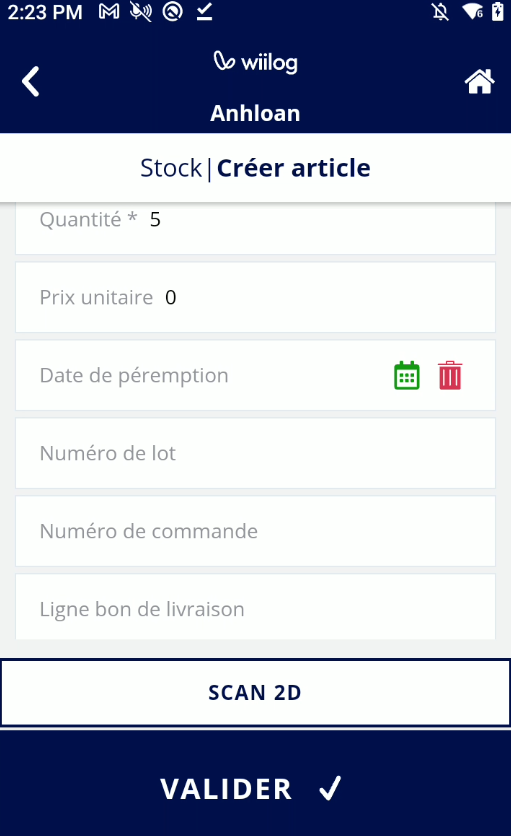 2:23 PM
wiilog
Anhloan
Stock|Créer article
Quantité * 5
Prix unitaire 0
Date de péremption
Numéro de lot
Numéro de commande
Ligne bon de livraison
SCAN 2D
VALIDER